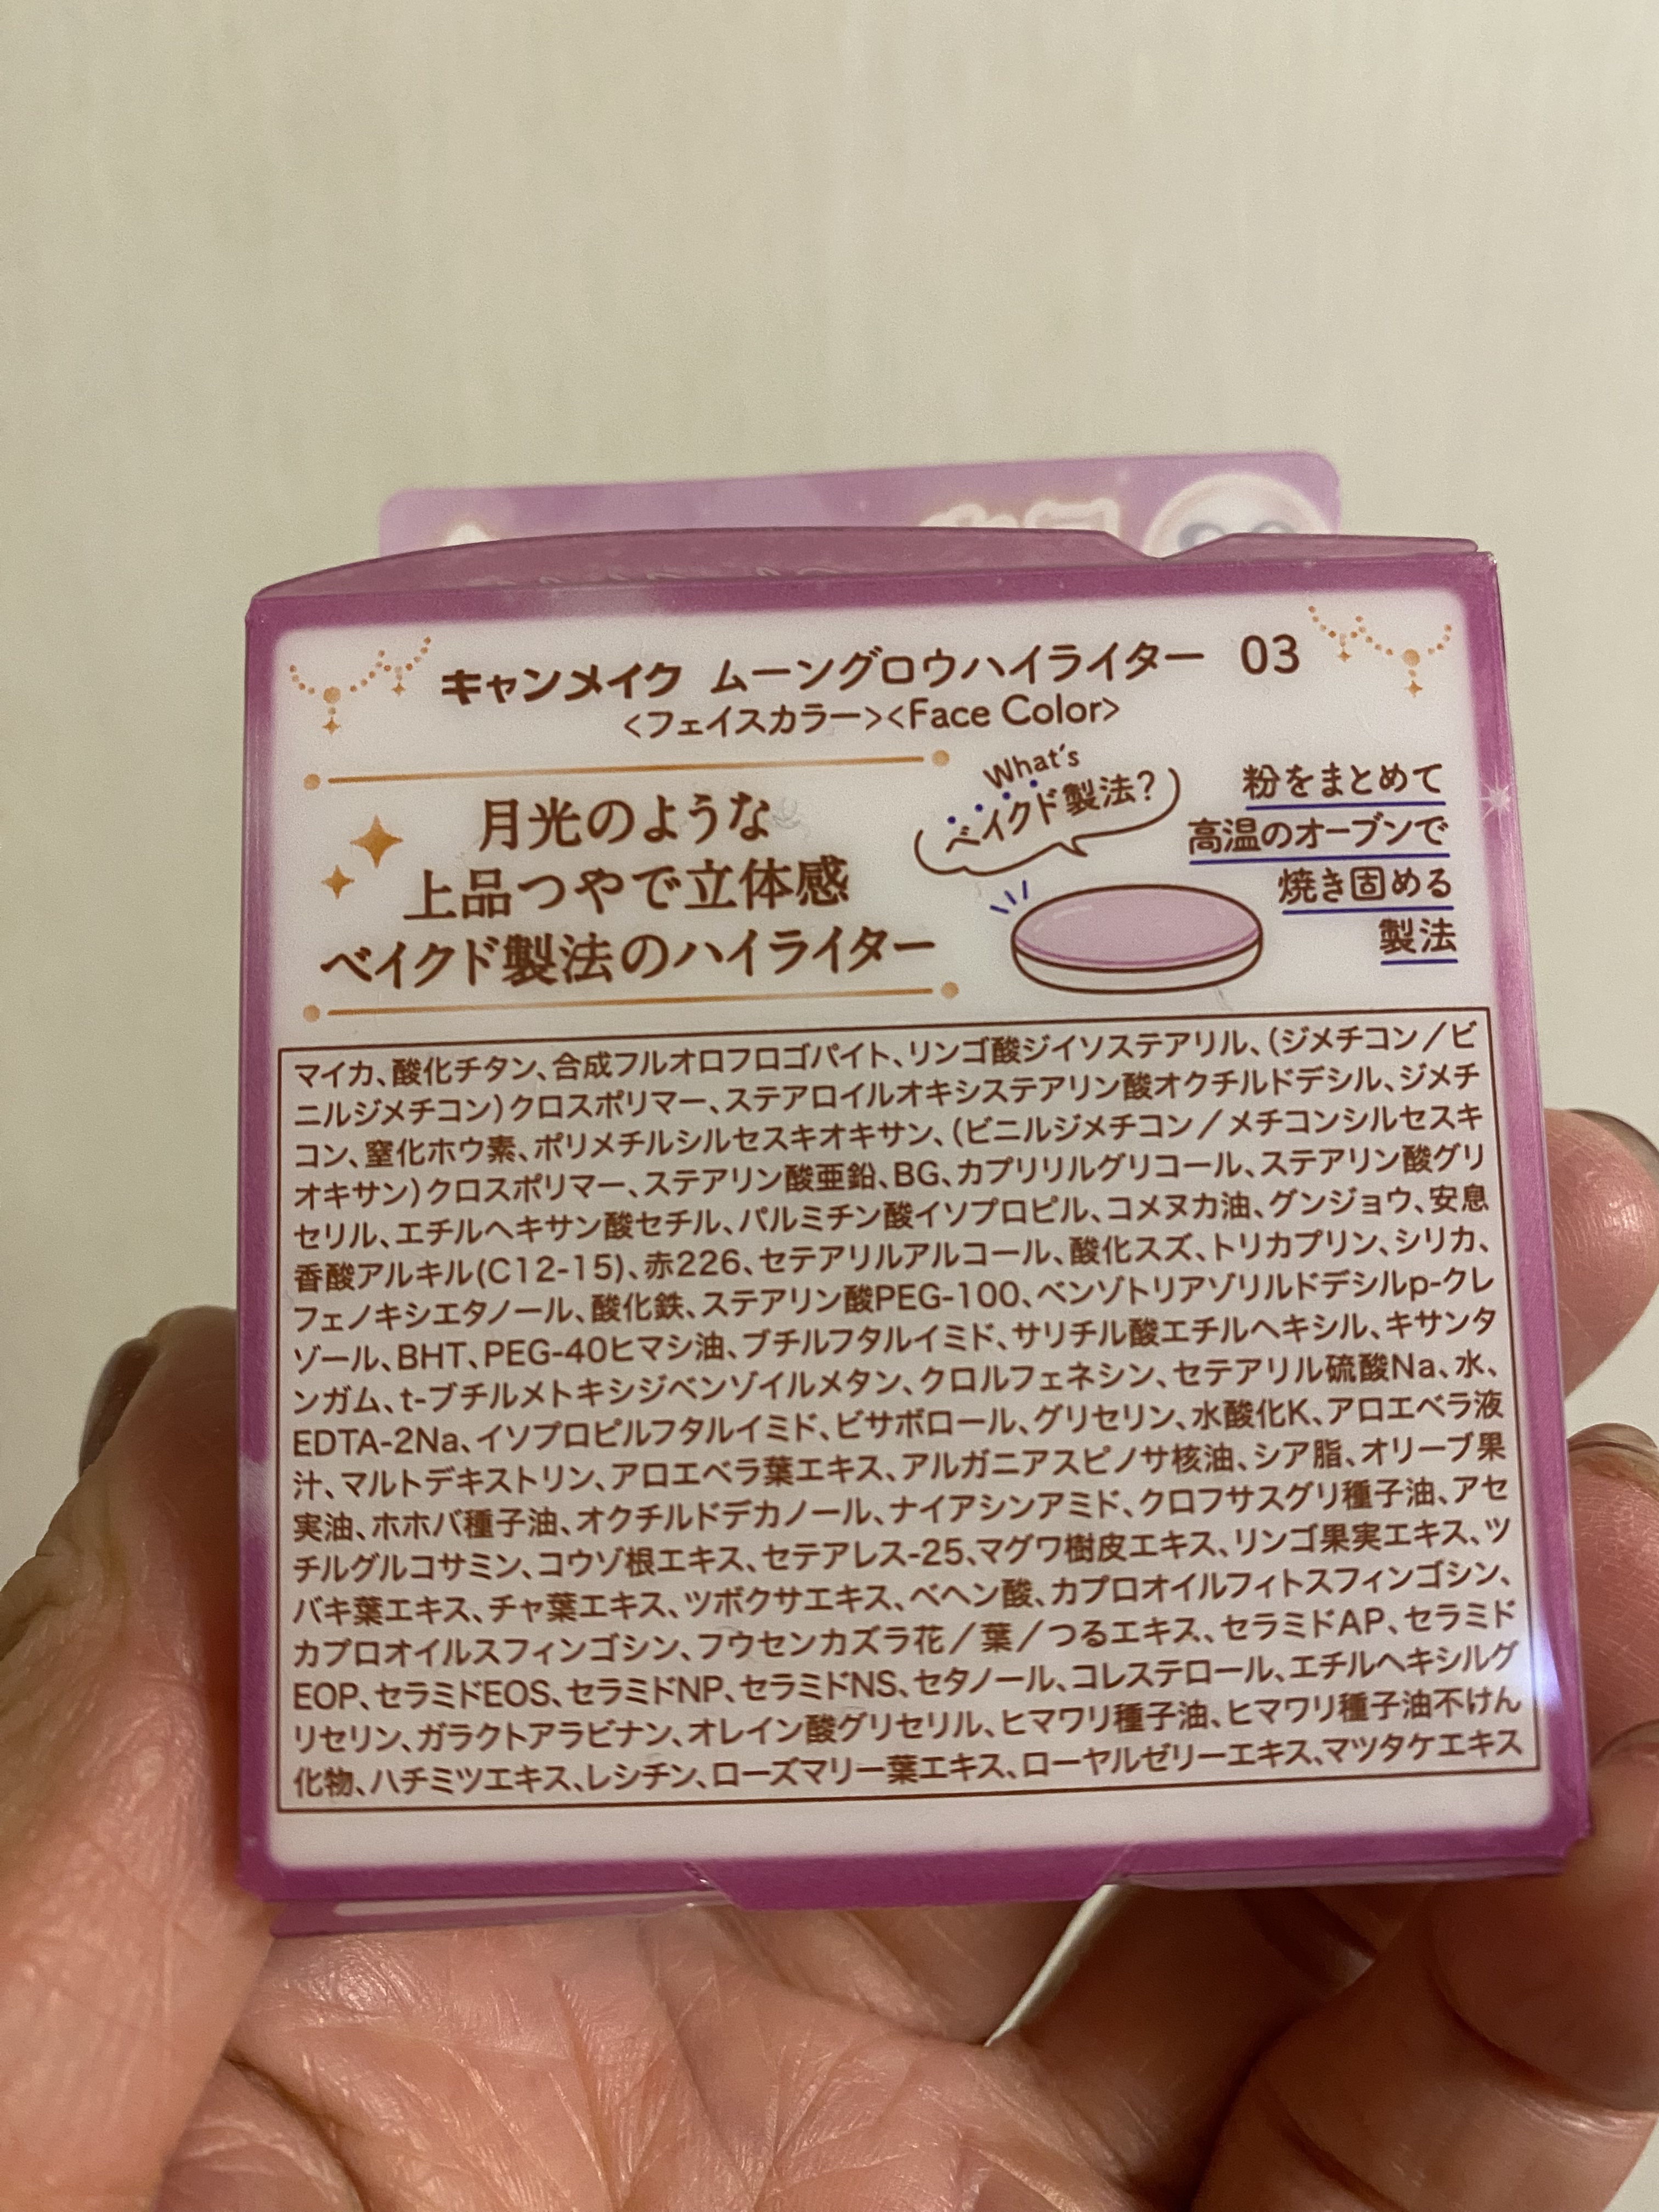 キャンメイク ムーングロウハイライター 03
<フェイスカラー><Face Color>
月光のような
上品つやで立体感
ベイクド製法のハイライター
What's
ベイクド製法?
粉をまとめて
高温のオーブンで
焼き固める
製法
マイカ、酸化チタン、合成フルオロフロゴパイト、リンゴ酸ジイソステアリル、(ジメチコン/ビ
ニルジメチコン)クロスポリマー、ステアロイルオキシステアリン酸オクチルドデシル、ジメチ
コン、窒化ホウ素、ポリメチルシルセスキオキサン、(ビニルジメチコン/メチコンシルセスキ
オキサン)クロスポリマー、ステアリン酸亜鉛、BG、カプリリルグリコール、ステアリン酸グリ
セリル、エチルヘキサン酸セチル、パルミチン酸イソプロピル、コメヌカ油、グンジョウ、安息
香酸アルキル(C12-15)、赤226、セテアリルアルコール、酸化スズ、トリカプリン、シリカ、
フェノキシエタノール、酸化鉄、ステアリン酸PEG-100、ベンゾトリアゾリルドデシルp-クレ
ゾール、BHT、PEG-40ヒマシ油、ブチルフタルイミド、サリチル酸エチルヘキシル、キサンタ
ンガム、t-ブチルメトキシジベンゾイルメタン、クロルフェネシン、セテアリル硫酸Na、水、
EDTA-2Na、イソプロピルフタルイミド、ビサボロール、グリセリン、水酸化K、アロエベラ液
汁、マルトデキストリン、アロエベラ葉エキス、アルガニアスピノサ核油、シア脂、オリーブ果
実油、ホホバ種子油、オクチルドデカノール、ナイアシンアミド、クロフサスグリ種子油、アセ
チルグルコサミン、コウゾ根エキス、セテアレス-25、マグワ樹皮エキス、リンゴ果実エキス、ツ
バキ葉エキス、チャ葉エキス、ツボクサエキス、ベヘン酸、カプロオイルフィトスフィンゴシン、
カプロオイルスフィンゴシン、フウセンカズラ花/葉/つるエキス、セラミドAP、セラミド
EOP、セラミドEOS、セラミドNP、セラミドNS、セタノール、コレステロール、エチルヘキシルグ
リセリン、ガラクトアラビナン、オレイン酸グリセリル、ヒマワリ種子油、ヒマワリ種子油不けん
化物、ハチミツエキス、レシチン、ローズマリー葉エキス、ローヤルゼリーエキス、マツタケエキス